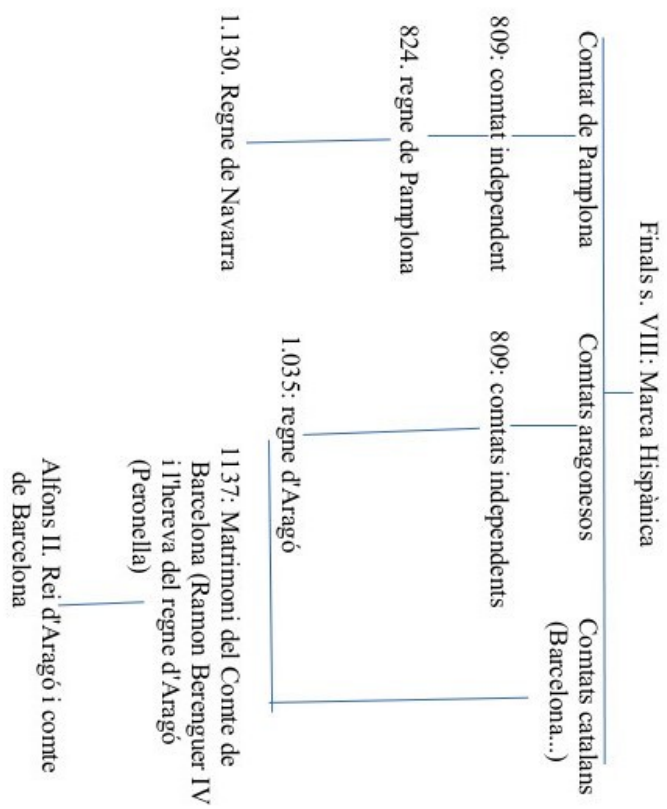 Finals s. VIII: Marca Hispànica
Comtat de Pamplona
Comtats aragonesos
Comtats catalans
(Barcelona...)
809: comtat independent
809: comtats independents
824. regne de Pamplona
1.035: regne d'Aragó
1.130. Regne de Navarra
1137: Matrimoni del Comte de
Barcelona (Ramon Berenguer IV
i l'hereva del regne d'Aragó
(Peronella)
Alfons II. Rei d'Aragó i comte
de Barcelona